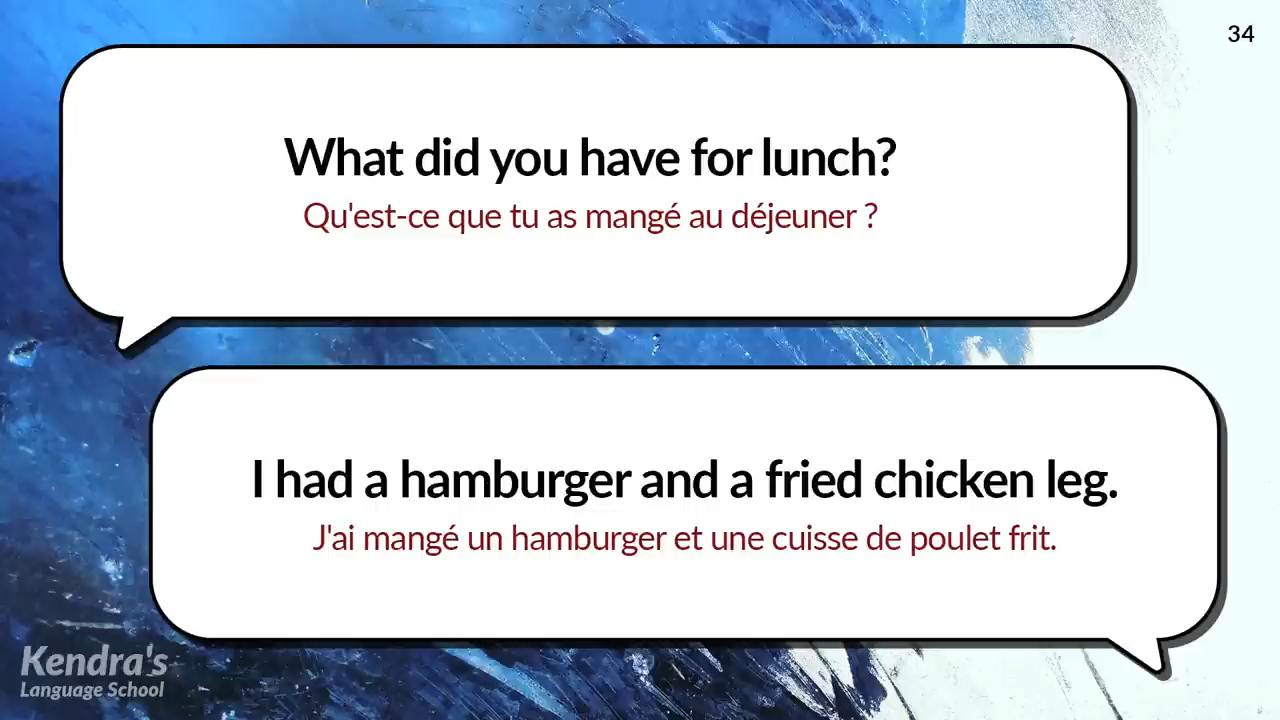 34
What did you have for lunch?
Qu'est-ce que tu as mangé au déjeuner ?
I had a hamburger and a fried chicken leg.
J'ai mangé un hamburger et une cuisse de poulet frit.
Kendra's
Language School